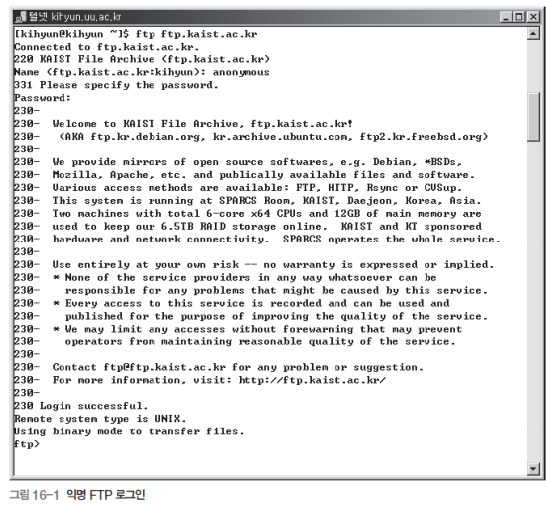 텔넷 kihyun.uu.ac.kr
[kihyun@kihyun ~]$ ftp ftp.kaist.ac.kr
Connected to ftp.kaist.ac.kr.
220 KAIST File Archive (ftp.kaist.ac.kr)
Name (ftp.kaist.ac.kr:kihyun): anonymous
331 Please specify the password.
Password:
230-
230-  Welcome to KAIST File Archive, ftp.kaist.ac.kr!
230-   (AKA ftp.kr.debian.org, kr.archive.ubuntu.com, ftp2.kr.freebsd.org)
230-
230-  We provide mirrors of open source softwares, e.g. Debian, *BSDs,
230-  Mozilla, Apache, etc. and publically available files and software.
230-  Various access methods are available: FTP, HTTP, Rsync or CVSup.
230-  This system is running at SPARCS Room, KAIST, Daejeon, Korea, Asia.
230-  Two machines with total 6-core x64 CPUs and 12GB of main memory are
230-  used to keep our 6.5TB RAID storage online.  KAIST and KT sponsored
230-  hardware and network connectivity.  SPARCS operates the whole service.
230-
230-  Use entirely at your own risk -- no warranty is expressed or implied.
230-  * None of the service providers in any way whatsoever can be
230-    responsible for any problems that might be caused by this service.
230-  * Every access to this service is recorded and can be used and
230-    published for the purpose of improving the quality of the service.
230-  * We may limit any accesses without forewarning that may prevent
230-    operators from maintaining reasonable quality of the service.
230-
230-  Contact ftp@ftp.kaist.ac.kr for any problem or suggestion.
230-  For more information, visit: http://ftp.kaist.ac.kr/
230-
230 Login successful.
Remote system type is UNIX.
Using binary mode to transfer files.
ftp>
그림 16-1 익명 FTP 로그인